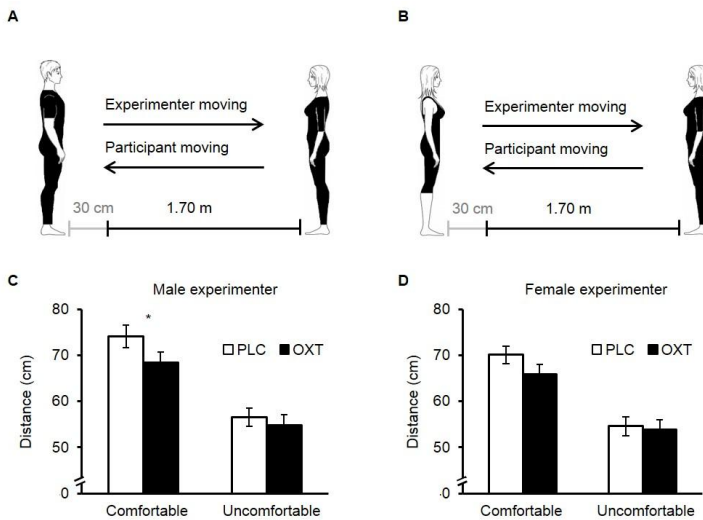 A
Experimenter moving
Participant moving
30 cm
1.70 m
B
Experimenter moving
Participant moving
30 cm
1.70 m
C
Male experimenter
80
*
70
PLC OXT
60
50
0
Distance (cm)
Comfortable Uncomfortable
D
Female experimenter
80
70
PLC OXT
60
50
0
Distance (cm)
Comfortable Uncomfortable